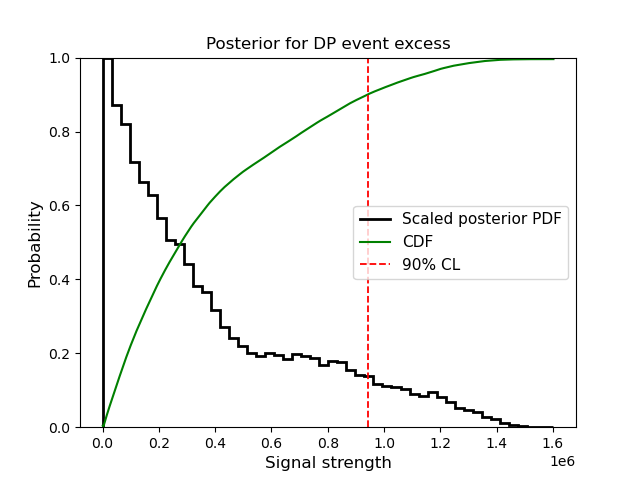 Posterior for DP event excess
Probability
1.0
0.8
0.6
0.4
0.2
0.0
Scaled posterior PDF
CDF
90% CL
0.0 0.2 0.4 0.6 0.8 1.0 1.2 1.4 1.6
1e6
Signal strength